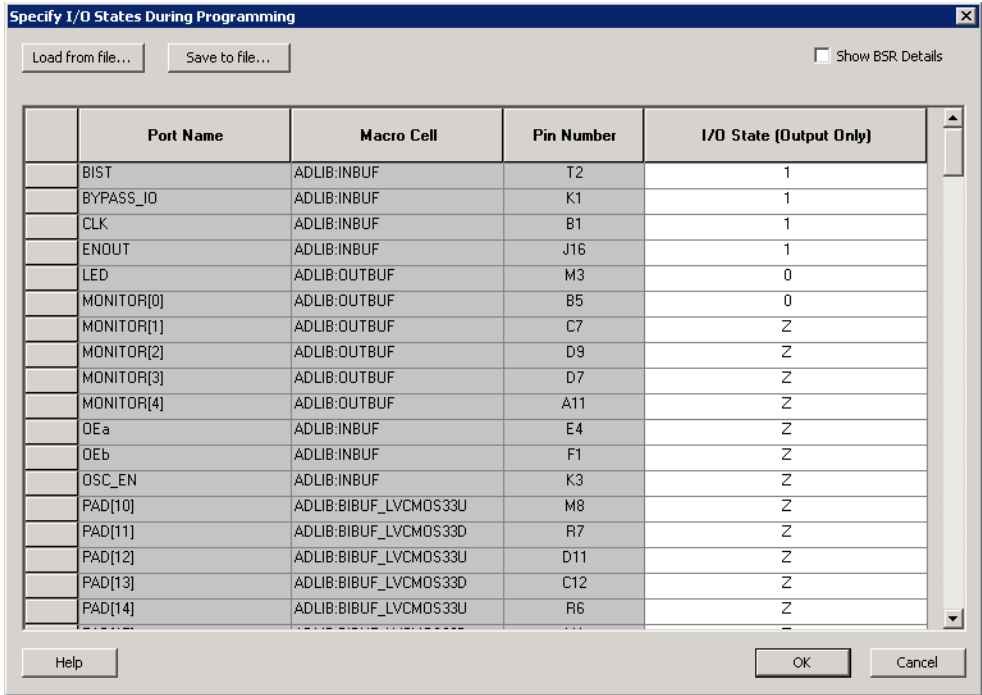 Specify I/O States During Programming
Load from file... Save to file... Show BSR Details
Port Name Macro Cell Pin Number I/O State (Output Only)
BIST ADLIB:INBUF T2 1
BYPASS_IO ADLIB:INBUF K1 1
CLK ADLIB:INBUF B1 1
ENOUT ADLIB:INBUF J16 1
LED ADLIB:OUTBUF M3 0
MONITOR[0] ADLIB:OUTBUF B5 0
MONITOR[1] ADLIB:OUTBUF C7 Z
MONITOR[2] ADLIB:OUTBUF D9 Z
MONITOR[3] ADLIB:OUTBUF D7 Z
MONITOR[4] ADLIB:OUTBUF A11 Z
OEa ADLIB:INBUF E4 Z
OEb ADLIB:INBUF F1 Z
OSC_EN ADLIB:INBUF K3 Z
PAD[10] ADLIB:BIBUF_LVCMOS33U M8 Z
PAD[11] ADLIB:BIBUF_LVCMOS33D R7 Z
PAD[12] ADLIB:BIBUF_LVCMOS33U D11 Z
PAD[13] ADLIB:BIBUF_LVCMOS33D C12 Z
PAD[14] ADLIB:BIBUF_LVCMOS33U R6 Z
Help OK Cancel